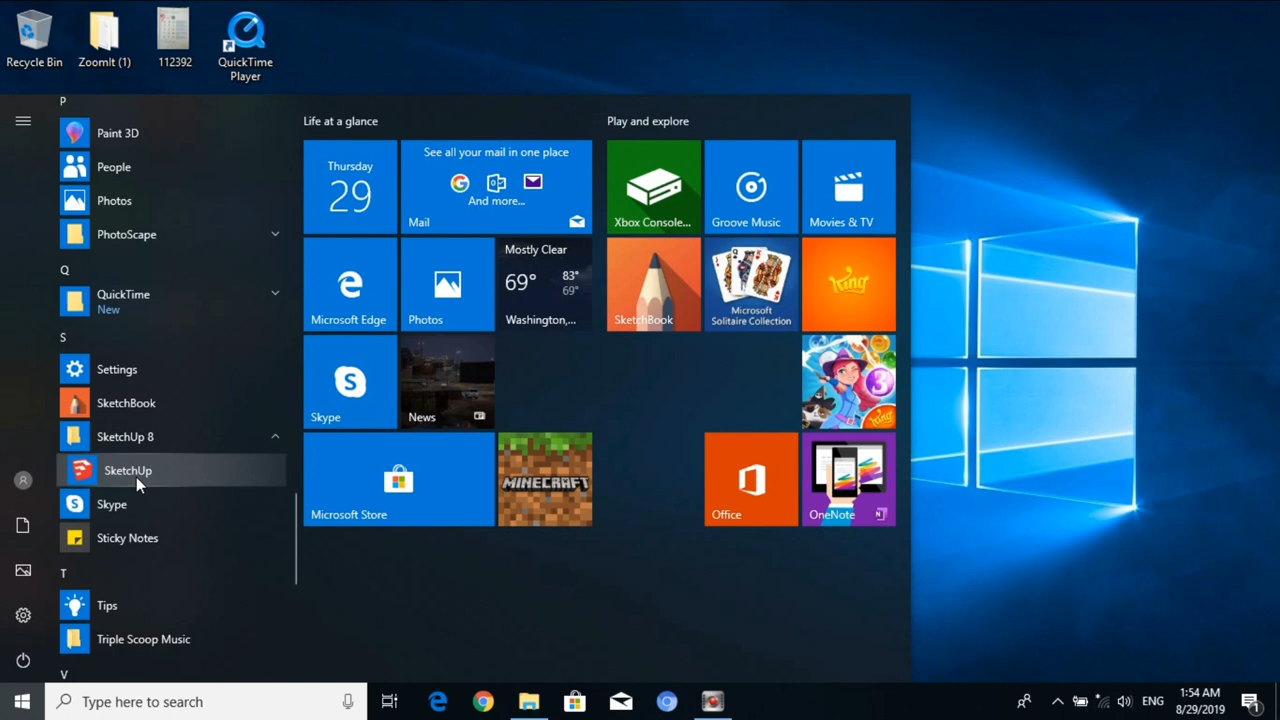 Recycle Bin
ZoomIt (1)
112392
QuickTime
Player
P
Paint 3D
People
Photos
PhotoScape
Q
QuickTime
New
S
Settings
SketchBook
SketchUp 8
SketchUp
Skype
Sticky Notes
T
Tips
Triple Scoop Music
V
Life at a glance
Thursday
29
See all your mail in one place
And more...
Mail
Microsoft Edge
Photos
Mostly Clear
69° 83°
69°
Washington,...
Skype
News
Microsoft Store
MINECRAFT
Play and explore
Xbox Console...
Groove Music
Movies & TV
SketchBook
Microsoft
Solitaire Collection
King
3
King
Office
OneNote
Type here to search
ENG
1:54 AM
8/29/2019
1